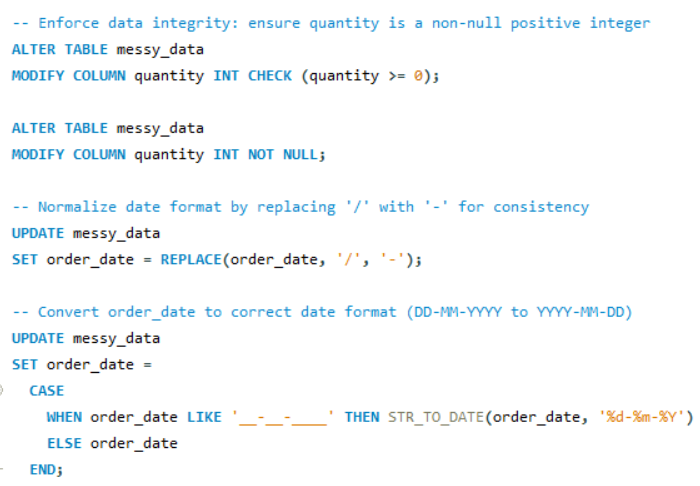 -- Enforce data integrity: ensure quantity is a non-null positive integer
ALTER TABLE messy_data
MODIFY COLUMN quantity INT CHECK (quantity >= 0);
ALTER TABLE messy_data
MODIFY COLUMN quantity INT NOT NULL;
-- Normalize date format by replacing '/' with '-' for consistency
UPDATE messy_data
SET order_date = REPLACE(order_date, '/', '-');
-- Convert order_date to correct date format (DD-MM-YYYY to YYYY-MM-DD)
UPDATE messy_data
SET order_date =
CASE
WHEN order_date LIKE '__-__-____' THEN STR_TO_DATE(order_date, '%d-%m-%Y')
ELSE order_date
END;